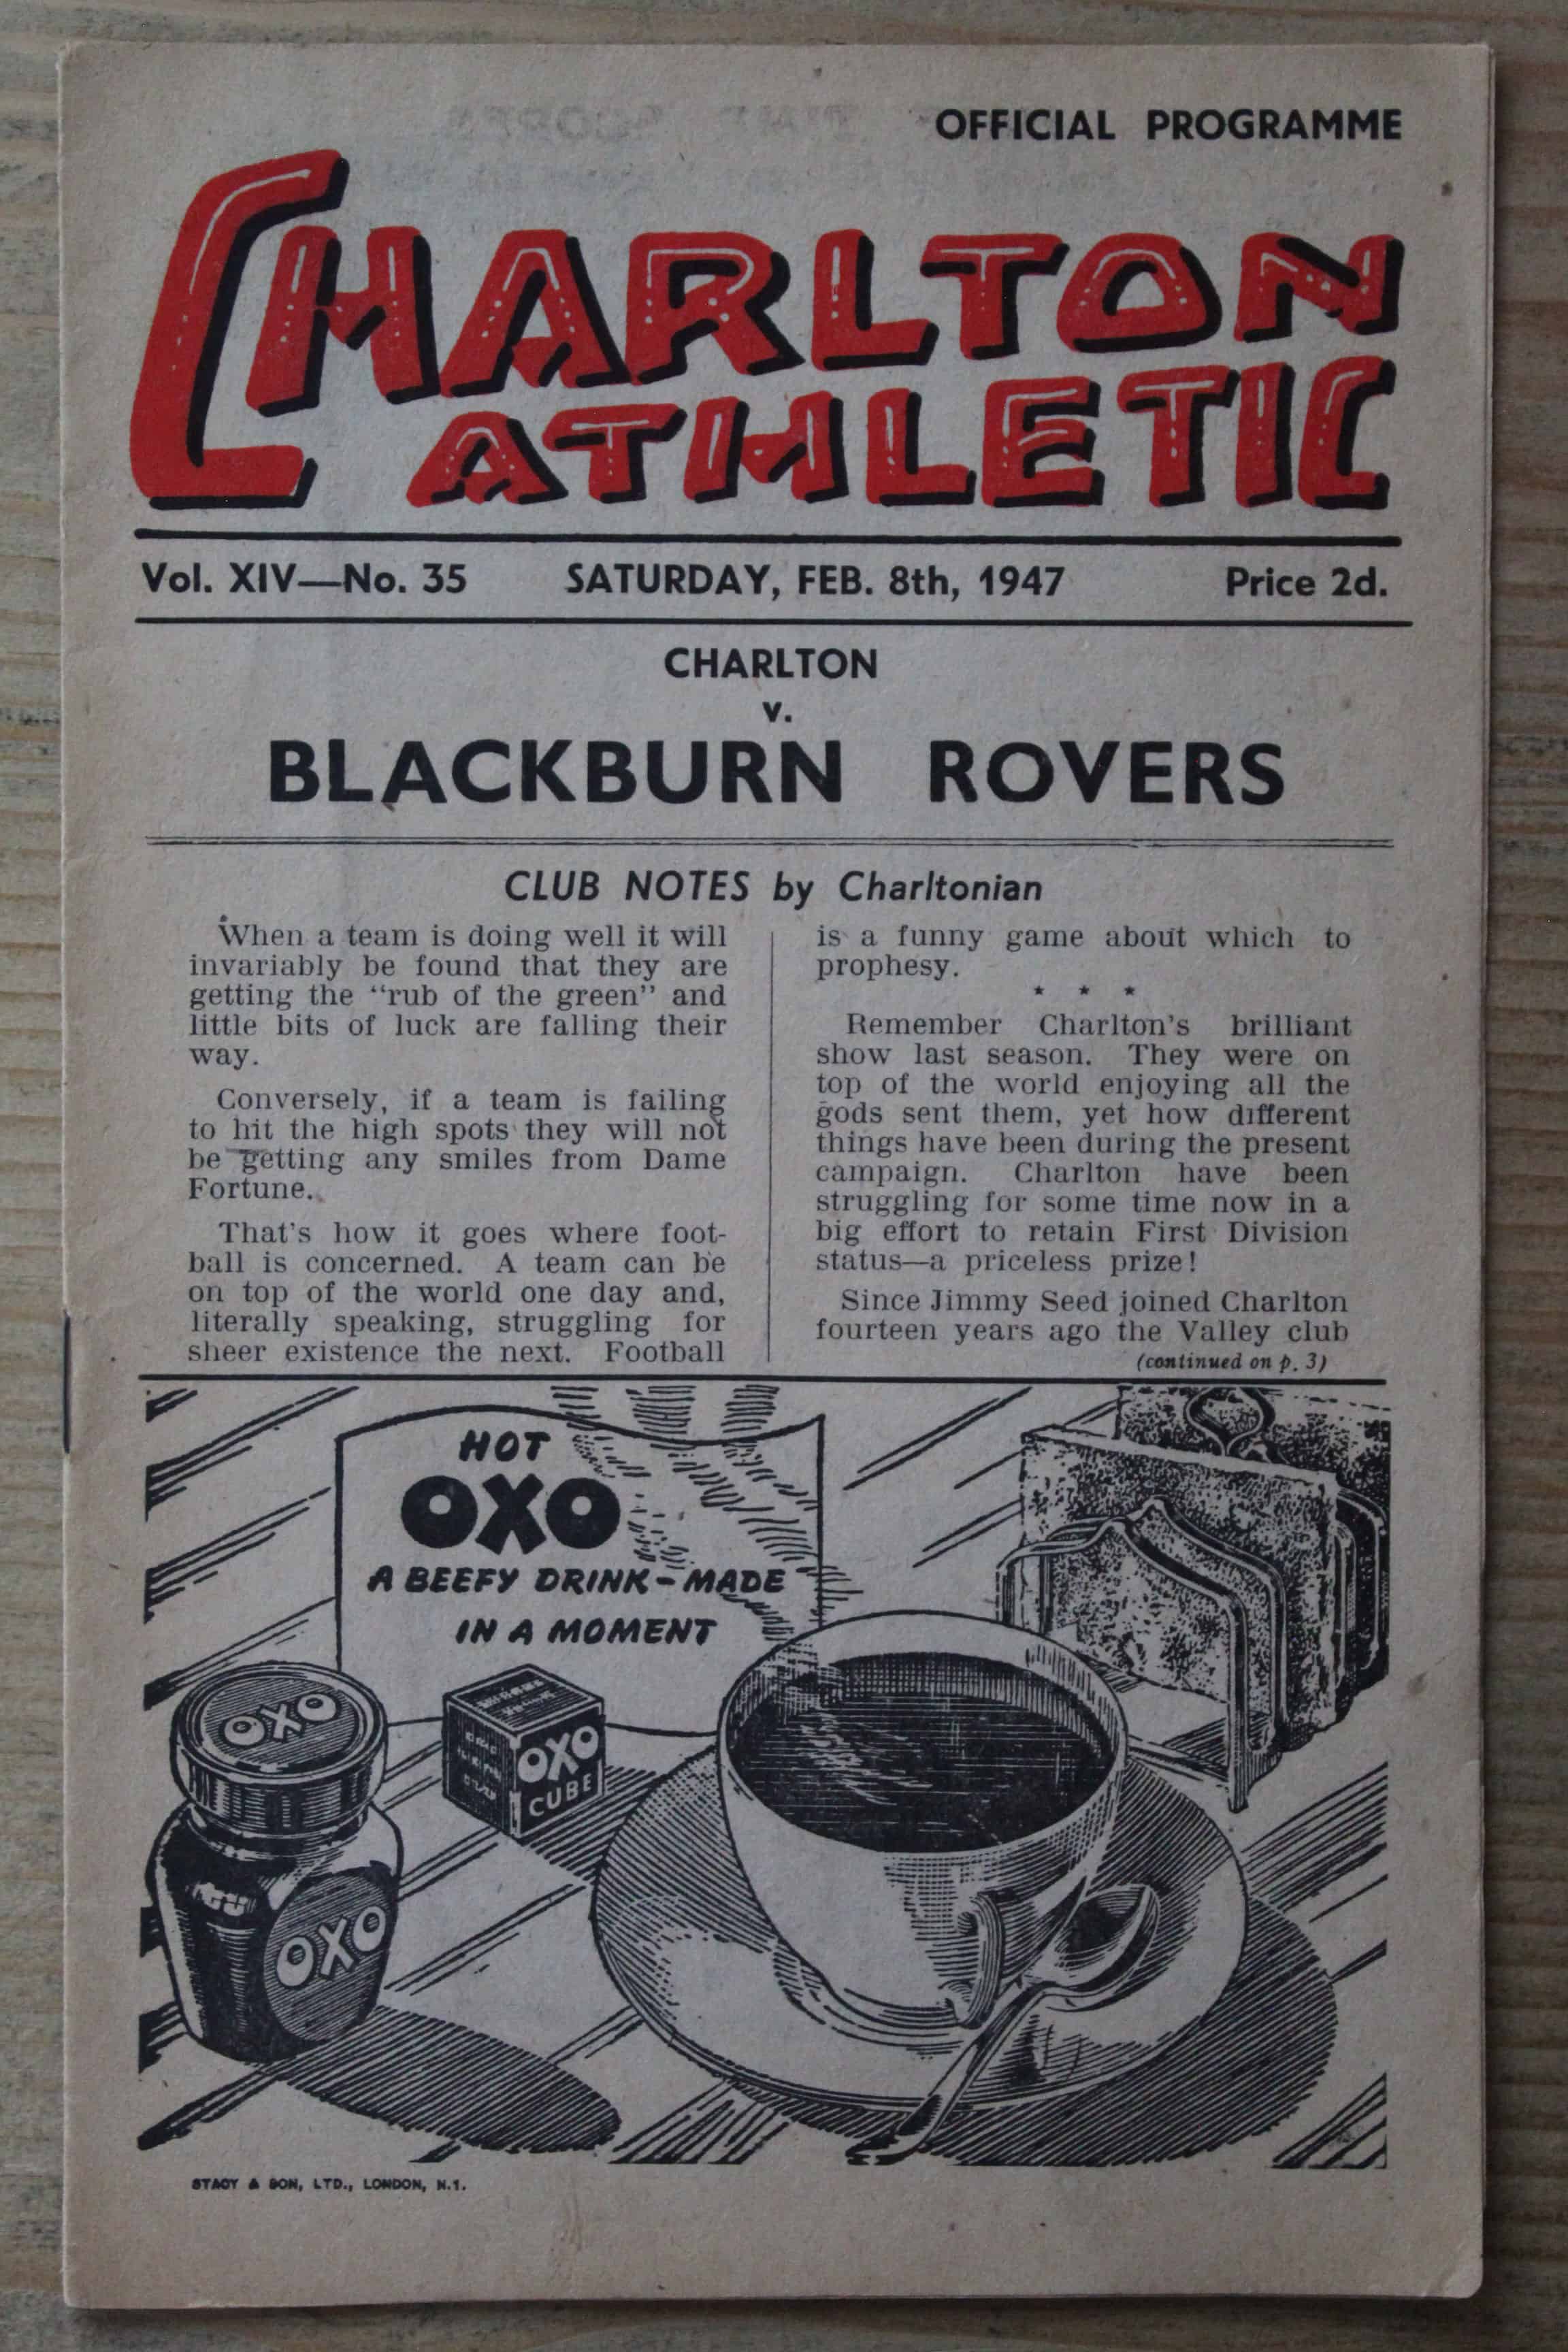 OFFICIAL PROGRAMME
CHARLTON
ATHLETIC
Vol. XIV—No. 35 SATURDAY, FEB. 8th, 1947 Price 2d.
CHARLTON
v.
BLACKBURN ROVERS
CLUB NOTES by Charltonian
When a team is doing well it will
invariably be found that they are
getting the "rub of the green" and
little bits of luck are falling their
way.
Conversely, if a team is failing
to hit the high spots they will not
be getting any smiles from Dame
Fortune.
That's how it goes where foot-
ball is concerned. A team can be
on top of the world one day and,
literally speaking, struggling for
sheer existence the next. Football
is a funny game about which to
prophesy.
* * *
Remember Charlton's brilliant
show last season. They were on
top of the world enjoying all the
gods sent them, yet how different
things have been during the present
campaign. Charlton have been
struggling for some time now in a
big effort to retain First Division
status—a priceless prize!
Since Jimmy Seed joined Charlton
fourteen years ago the Valley club
(continued on p. 3)
HOT
OXO
A BEEFY DRINK-MADE
IN A MOMENT
OXO
OXO
CUBE
OXO
STACY & SON, LTD., LONDON, N.1.